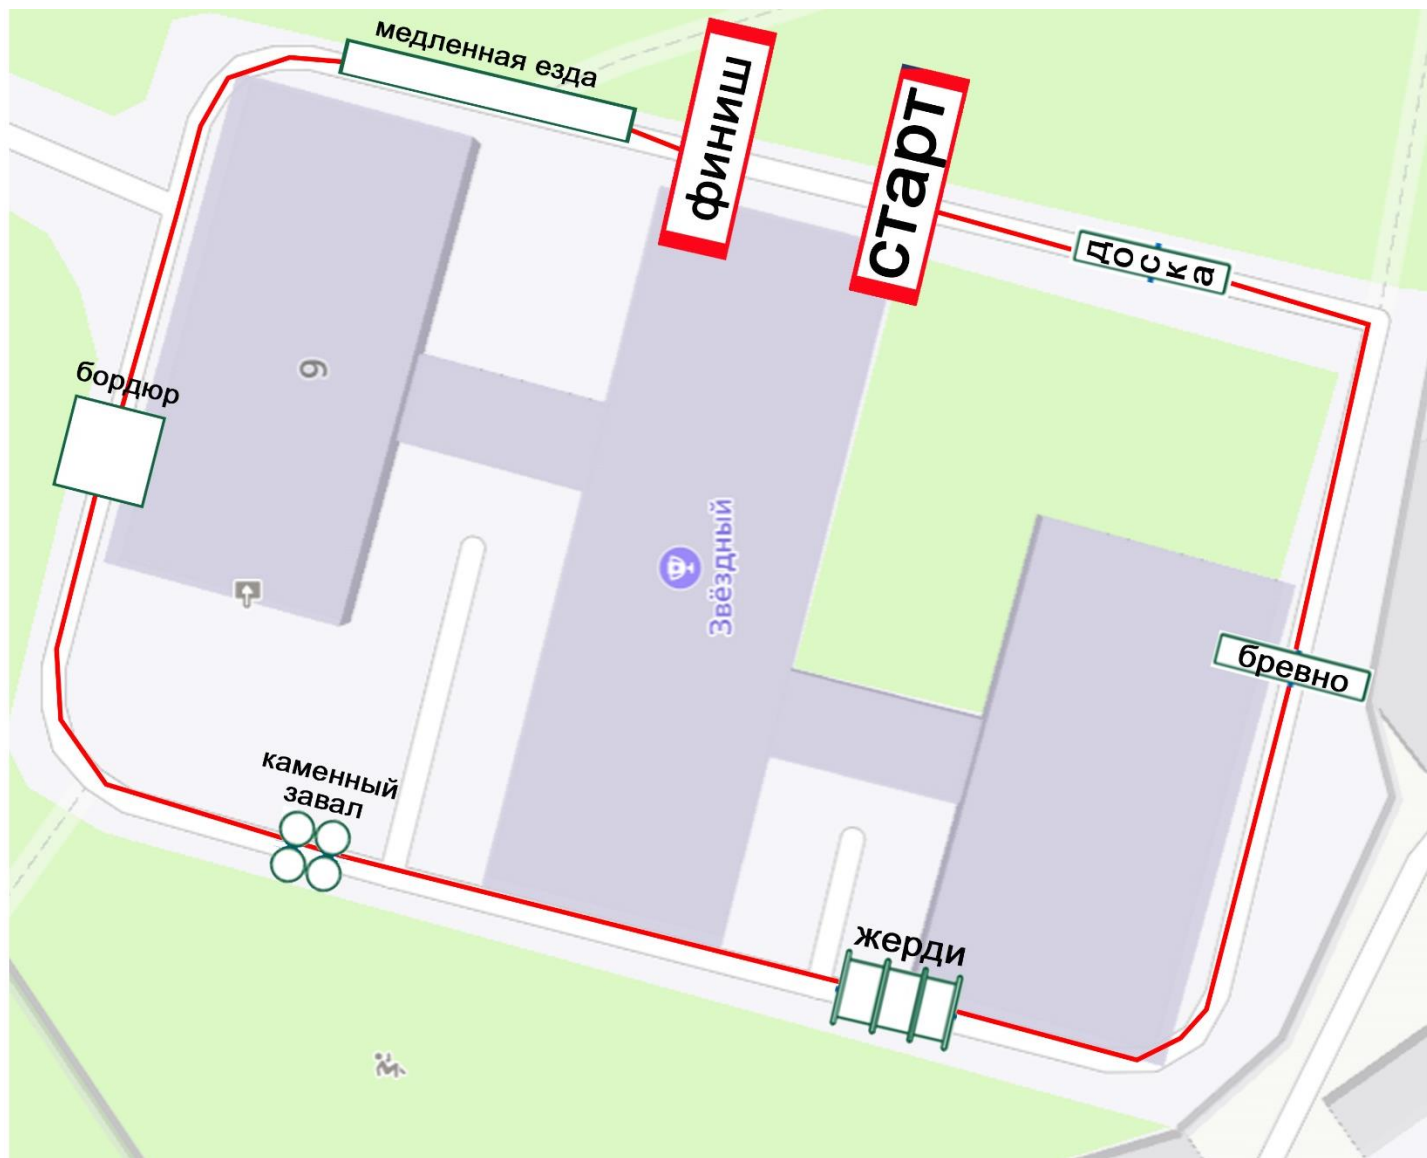 медленная езда
финиш
старт
Доска
бордюр
9
Звёздный
бревно
каменный
завал
жерди